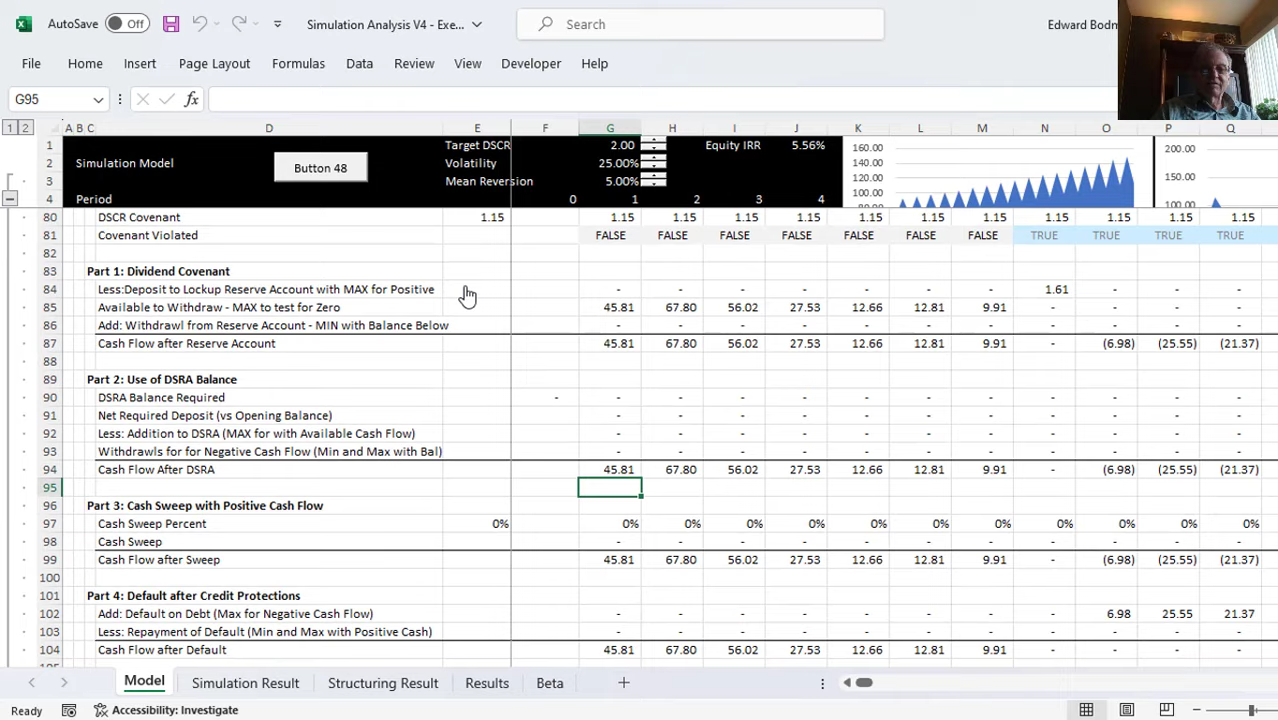 AutoSave Off Simulation Analysis V4 - Exe... Search Edward Bodm
File Home Insert Page Layout Formulas Data Review View Developer Help
G95 fx
1 2 A B C D E F G H I J K L M N O P Q
1 Target DSCR 2.00 Equity IRR 5.56% 160.00 200.00
2 Simulation Model Button 48 Volatility 25.00% 140.00 150.00
3 Mean Reversion 5.00% 120.00 100.00
4 Period 0 1 2 3 4 100.00
80 DSCR Covenant 1.15 1.15 1.15 1.15 1.15 1.15 1.15 1.15 1.15 1.15 1.15 1.15
81 Covenant Violated FALSE FALSE FALSE FALSE FALSE FALSE FALSE TRUE TRUE TRUE TRUE
82
83 Part 1: Dividend Covenant
84 Less:Deposit to Lockup Reserve Account with MAX for Positive - - - - - - - 1.61 - - -
85 Available to Withdraw - MAX to test for Zero 45.81 67.80 56.02 27.53 12.66 12.81 9.91 - - - -
86 Add: Withdrawl from Reserve Account - MIN with Balance Below - - - - - - - - - - -
87 Cash Flow after Reserve Account 45.81 67.80 56.02 27.53 12.66 12.81 9.91 - (6.98) (25.55) (21.37)
88
89 Part 2: Use of DSRA Balance
90 DSRA Balance Required - - - - - - - - - - - -
91 Net Required Deposit (vs Opening Balance) - - - - - - - - - - -
92 Less: Addition to DSRA (MAX for with Available Cash Flow) - - - - - - - - - - -
93 Withdrawls for for Negative Cash Flow (Min and Max with Bal) - - - - - - - - - - -
94 Cash Flow After DSRA 45.81 67.80 56.02 27.53 12.66 12.81 9.91 - (6.98) (25.55) (21.37)
95
96 Part 3: Cash Sweep with Positive Cash Flow
97 Cash Sweep Percent 0% 0% 0% 0% 0% 0% 0% 0% 0% 0% 0% 0%
98 Cash Sweep - - - - - - - - - - -
99 Cash Flow after Sweep 45.81 67.80 56.02 27.53 12.66 12.81 9.91 - (6.98) (25.55) (21.37)
100
101 Part 4: Default after Credit Protections
102 Add: Default on Debt (Max for Negative Cash Flow) - - - - - - - - 6.98 25.55 21.37
103 Less: Repayment of Default (Min and Max with Positive Cash) - - - - - - - - - - -
104 Cash Flow after Default 45.81 67.80 56.02 27.53 12.66 12.81 9.91 - - - -
Model Simulation Result Structuring Result Results Beta
Ready Accessibility: Investigate